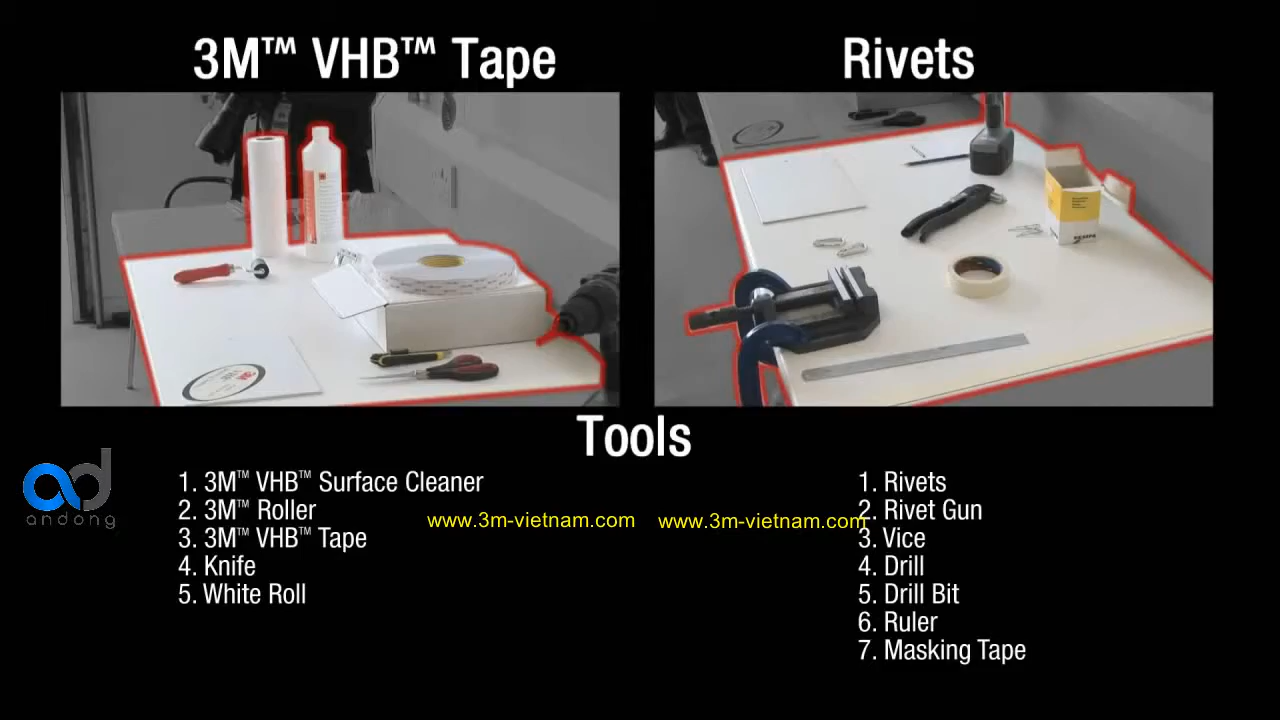 3M™ VHB™ Tape
Rivets
Tools
1. 3M™ VHB™ Surface Cleaner
2. 3M™ Roller
3. 3M™ VHB™ Tape
4. Knife
5. White Roll
1. Rivets
2. Rivet Gun
3. Vice
4. Drill
5. Drill Bit
6. Ruler
7. Masking Tape
www.3m-vietnam.com
www.3m-vietnam.com
andong